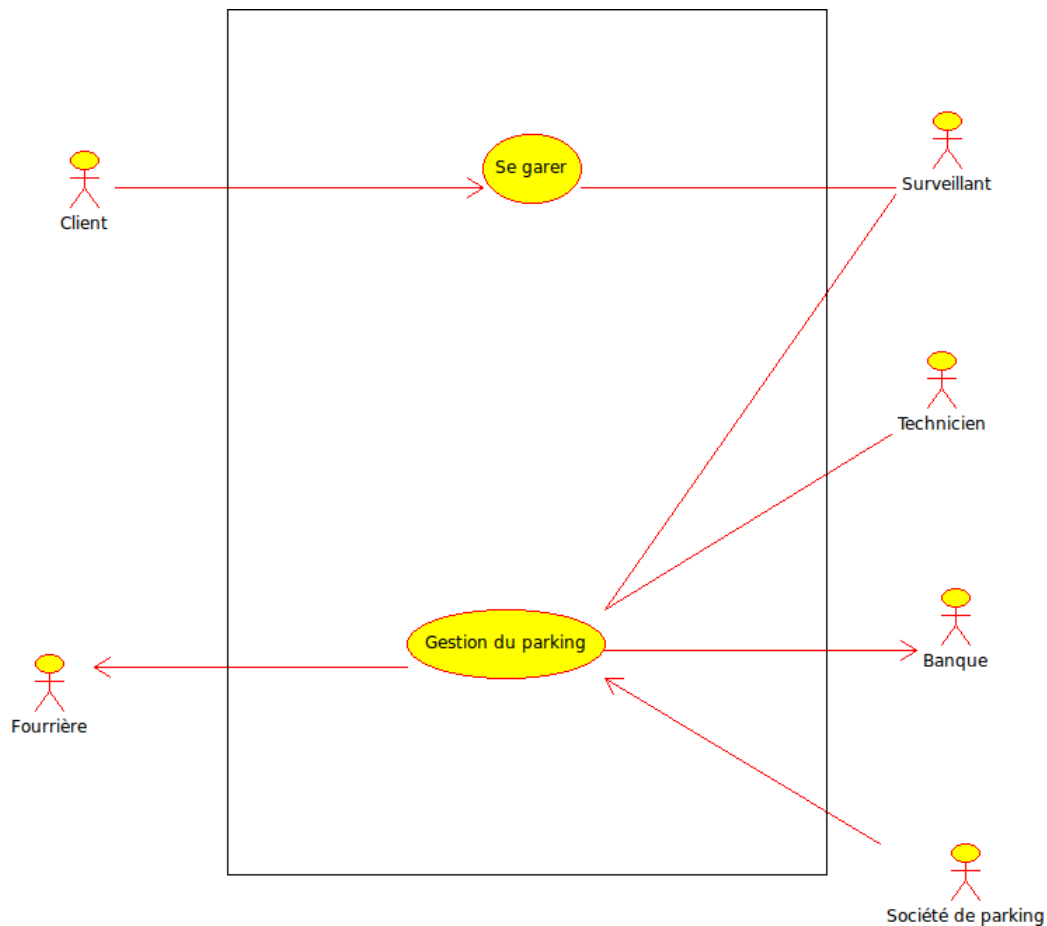 Se garer
Client
Surveillant
Technicien
Gestion du parking
Banque
Fourrière
Société de parking